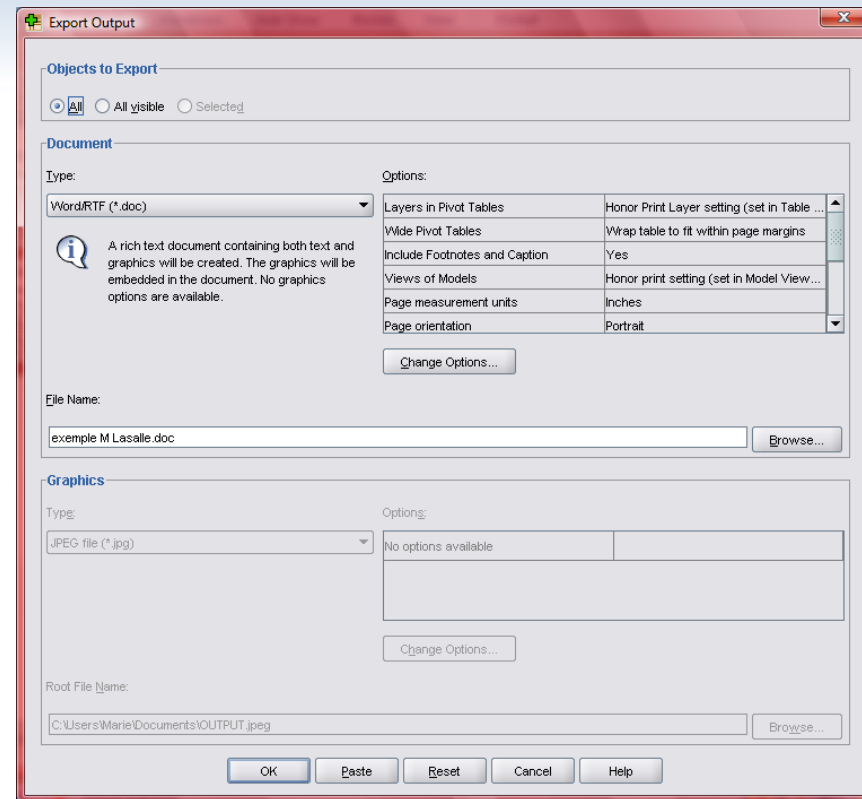 Export Output
Objects to Export
All All visible Selected
Document
Type:
Word/RTF (*.doc)
A rich text document containing both text and
graphics will be created. The graphics will be
embedded in the document. No graphics
options are available.
Options:
Layers in Pivot Tables Honor Print Layer setting (set in Table ...
Wide Pivot Tables Wrap table to fit within page margins
Include Footnotes and Caption Yes
Views of Models Honor print setting (set in Model View...
Page measurement units Inches
Page orientation Portrait
Change Options...
File Name:
exemple M Lasalle.doc
Browse...
Graphics
Type:
JPEG file (*.jpg)
Options:
No options available
Change Options...
Root File Name:
C:\Users\Marie\Documents\OUTPUT.jpeg
Browse...
OK Paste Reset Cancel Help